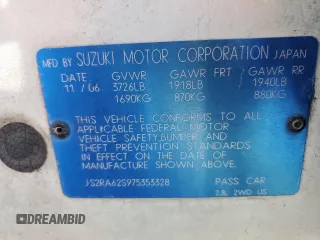 MFD BY SUZUKI MOTOR CORPORATION JAPAN
DATE GVWR GAWR FRT GAWR RR
11 / 06 3726LB 1918LB 1940LB
1690KG 870KG 880KG
THIS VEHICLE CONFORMS TO ALL
APPLICABLE FEDERAL MOTOR
VEHICLE SAFETY, BUMPER AND
THEFT PREVENTION STANDARDS
IN EFFECT ON THE DATE OF
MANUFACTURE SHOWN ABOVE.
JS2RA62S975353328 PASS CAR
2WD US
DREAMBID